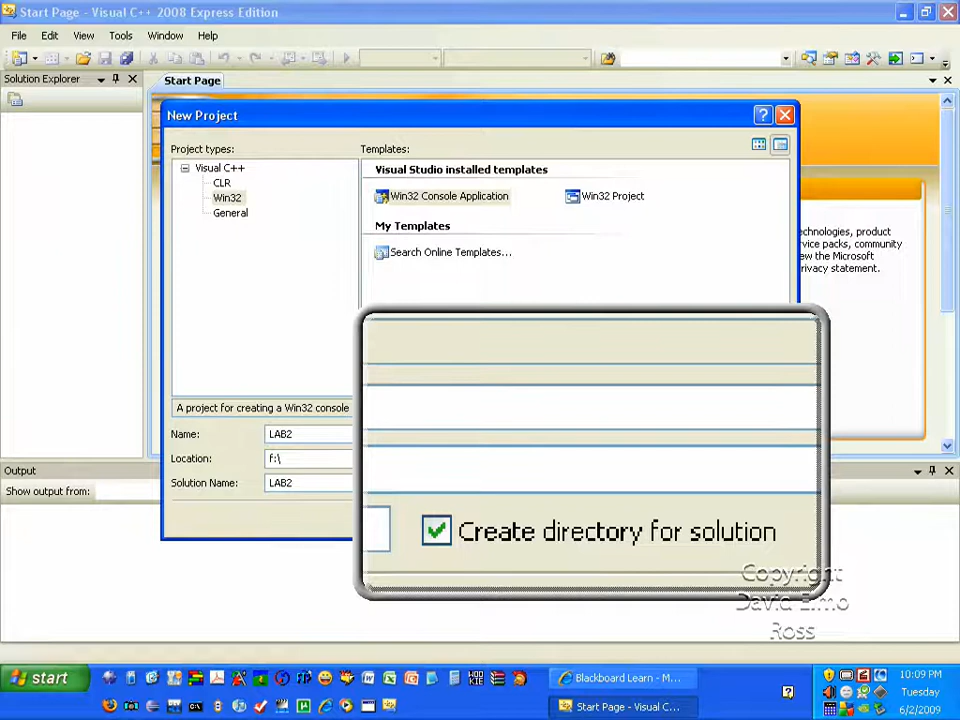 Start Page - Visual C++ 2008 Express Edition
File Edit View Tools Window Help
Solution Explorer
Start Page
New Project
Project types:
Templates:
Visual C++
CLR
Win32
General
Visual Studio installed templates
Win32 Console Application
Win32 Project
My Templates
Search Online Templates...
echnologies, product
rvice packs, community
ew the Microsoft
rivacy statement.
A project for creating a Win32 console
Name: LAB2
Location: f:\
Solution Name: LAB2
Create directory for solution
Output
Show output from:
Copyright
David Elmo
Ross
start
Blackboard Learn - M...
Start Page - Visual C...
10:09 PM
Tuesday
6/2/2009